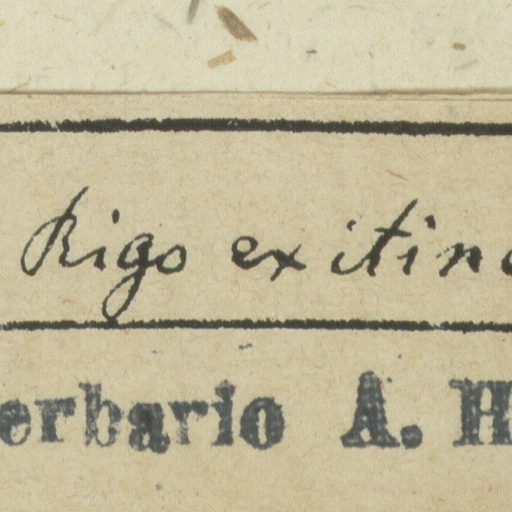 Rigo ex itin
erbario A. H